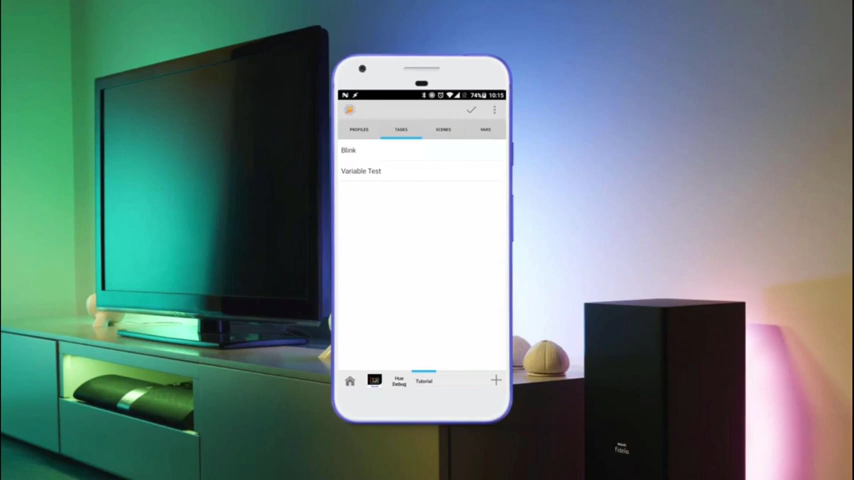 74% 10:15
PROFILES TASKS SCENES VARS
Blink
Variable Test
Hue
Debug
Tutorial